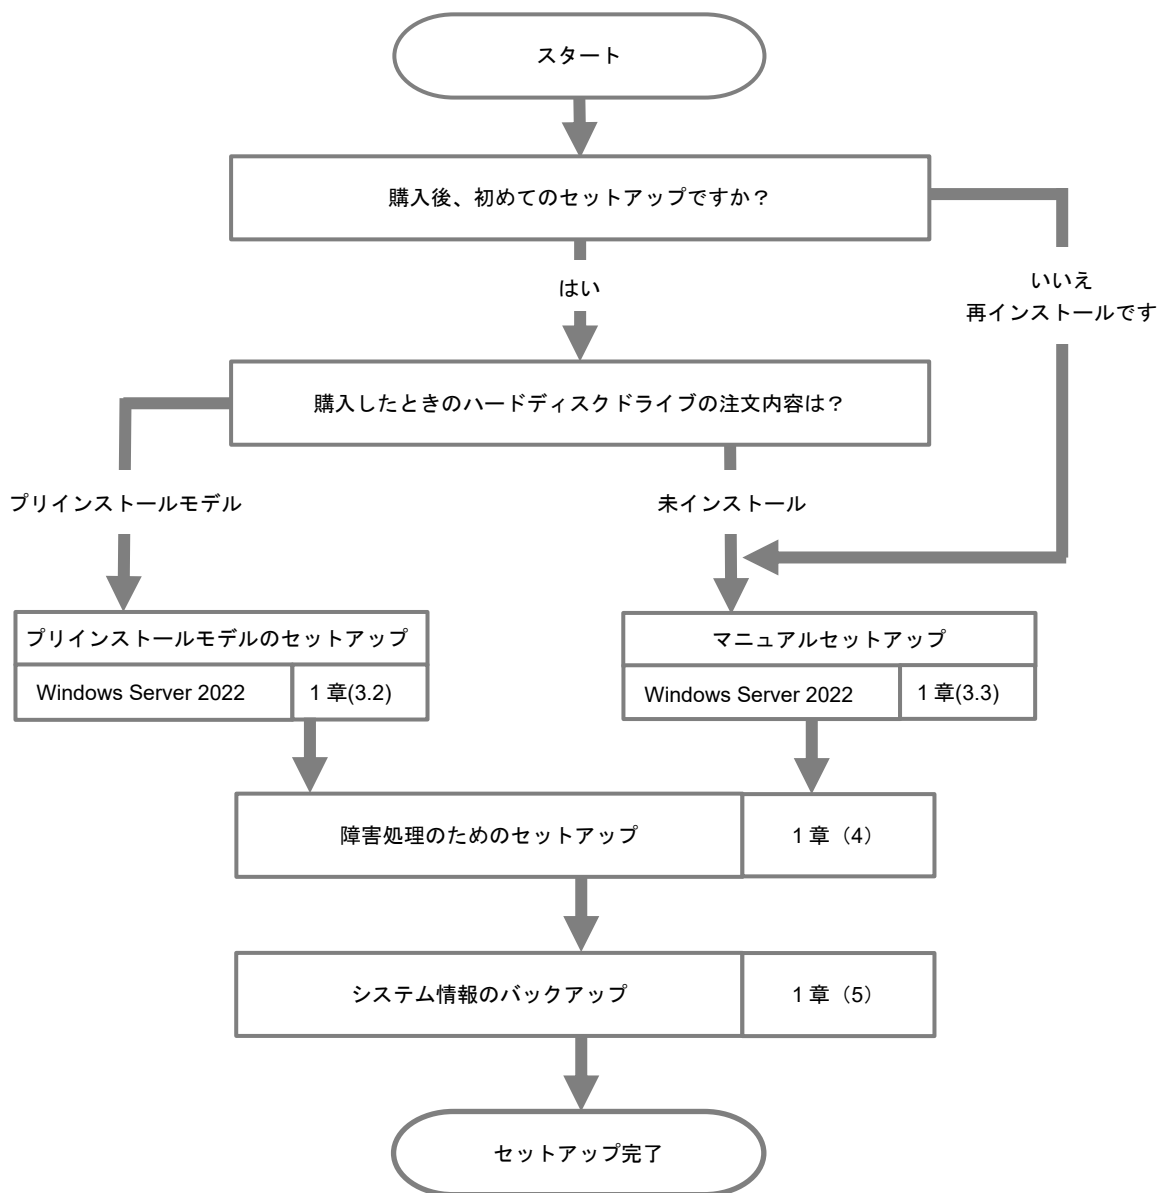 スタート
購入後、初めてのセットアップですか？
はい
いいえ
再インストールです
購入したときのハードディスクドライブの注文内容は？
プリインストールモデル
未インストール
プリインストールモデルのセットアップ
Windows Server 2022
1 章(3.2)
マニュアルセットアップ
Windows Server 2022
1 章(3.3)
障害処理のためのセットアップ
1 章（4）
システム情報のバックアップ
1 章（5）
セットアップ完了